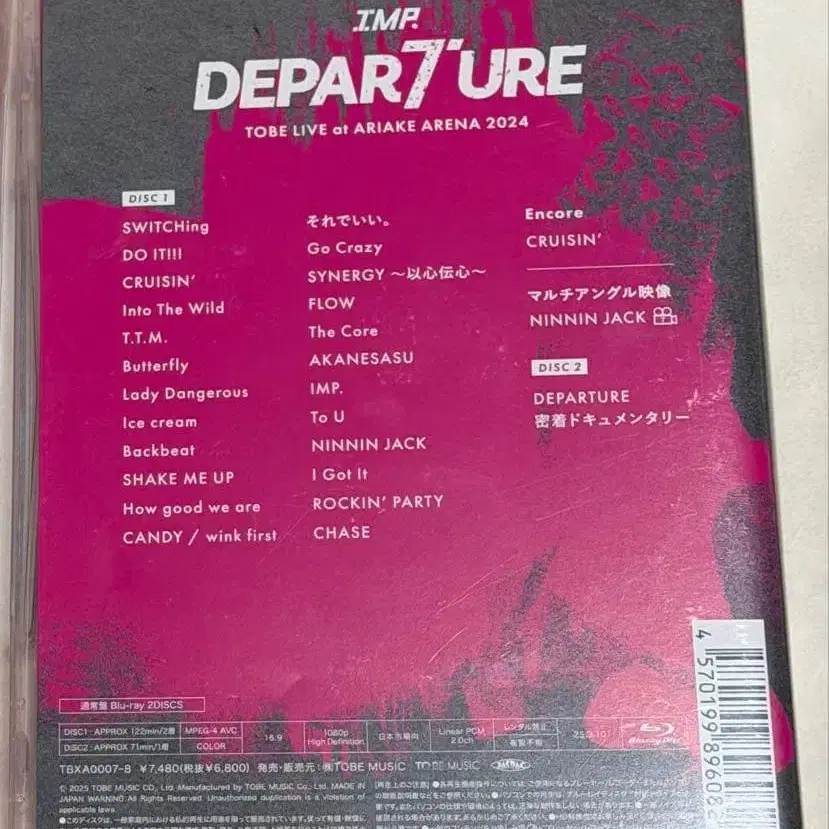 IMP.
DEPAR7URE
TOBE LIVE at ARIAKE ARENA 2024
DISC 1
SWITCHing
DO IT!!!
CRUISIN'
Into The Wild
T.T.M.
Butterfly
Lady Dangerous
Ice cream
Backbeat
SHAKE ME UP
How good we are
CANDY / wink first
それでいい。
Go Crazy
SYNERGY 〜以心伝心〜
FLOW
The Core
AKANESASU
IMP.
To U
NINNIN JACK
I Got It
ROCKIN' PARTY
CHASE
Encore
CRUISIN'
マルチアングル映像
NINNIN JACK
DISC 2
DEPARTURE
密着ドキュメンタリー
通常盤 Blu-ray 2DISCS
DISC1:APPROX 122min/2層
DISC2:APPROX 71min/1層
MPEG-4 AVC
COLOR
16:9
1080p
High Definition
日本市場向
Linear PCM
2.0ch
レンタル禁止
複製不能
Blu-ray Disc
TBXA0007-8 ¥7,480(税抜¥6,800) 発売・販売元:㈱TOBE MUSIC TOBE MUSIC
© 2025 TOBE MUSIC CO., Ltd. Manufactured by TOBE MUSIC Co., Ltd. MADE IN
JAPAN WARNING: All Rights Reserved. Unauthorized duplication is a violation of
applicable laws.
4 570199 89608